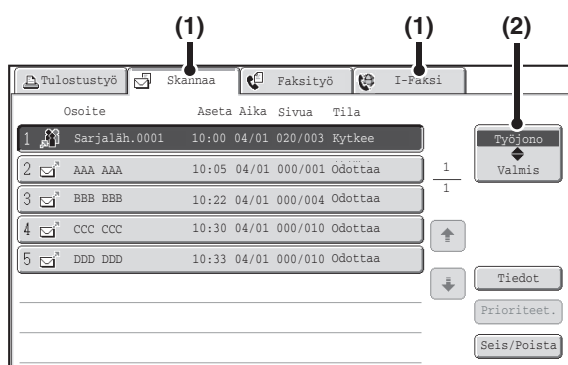 (1) (1) (2)
Tulostustyö Skannaa Faksityö I-Faksi
Osoite Aseta Aika Sivua Tila
1 Sarjaläh.0001 10:00 04/01 020/003 Kytkee
Työjono
2 AAA AAA 10:05 04/01 000/001 Odottaa
1
Valmis
3 BBB BBB 10:22 04/01 000/004 Odottaa
1
4 CCC CCC 10:30 04/01 000/010 Odottaa
5 DDD DDD 10:33 04/01 000/010 Odottaa
Tiedot
Prioriteet.
Seis/Poista